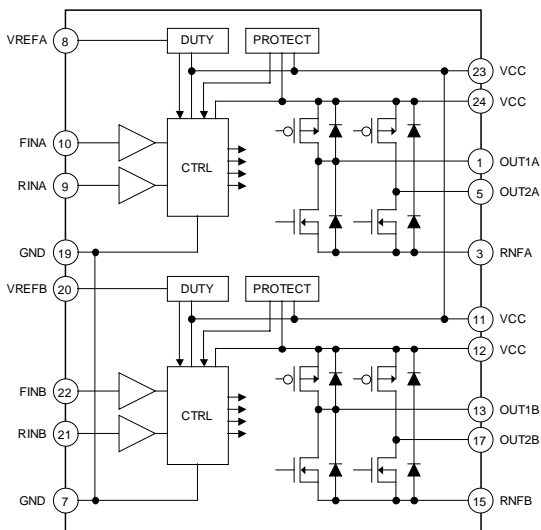 VREFA 8 DUTY PROTECT
23 VCC
24 VCC
FINA 10
CTRL
1 OUT1A
RINA 9
5 OUT2A
GND 19
3 RNFA
VREFB 20 DUTY PROTECT
11 VCC
12 VCC
FINB 22
CTRL
13 OUT1B
RINB 21
17 OUT2B
GND 7
15 RNFB